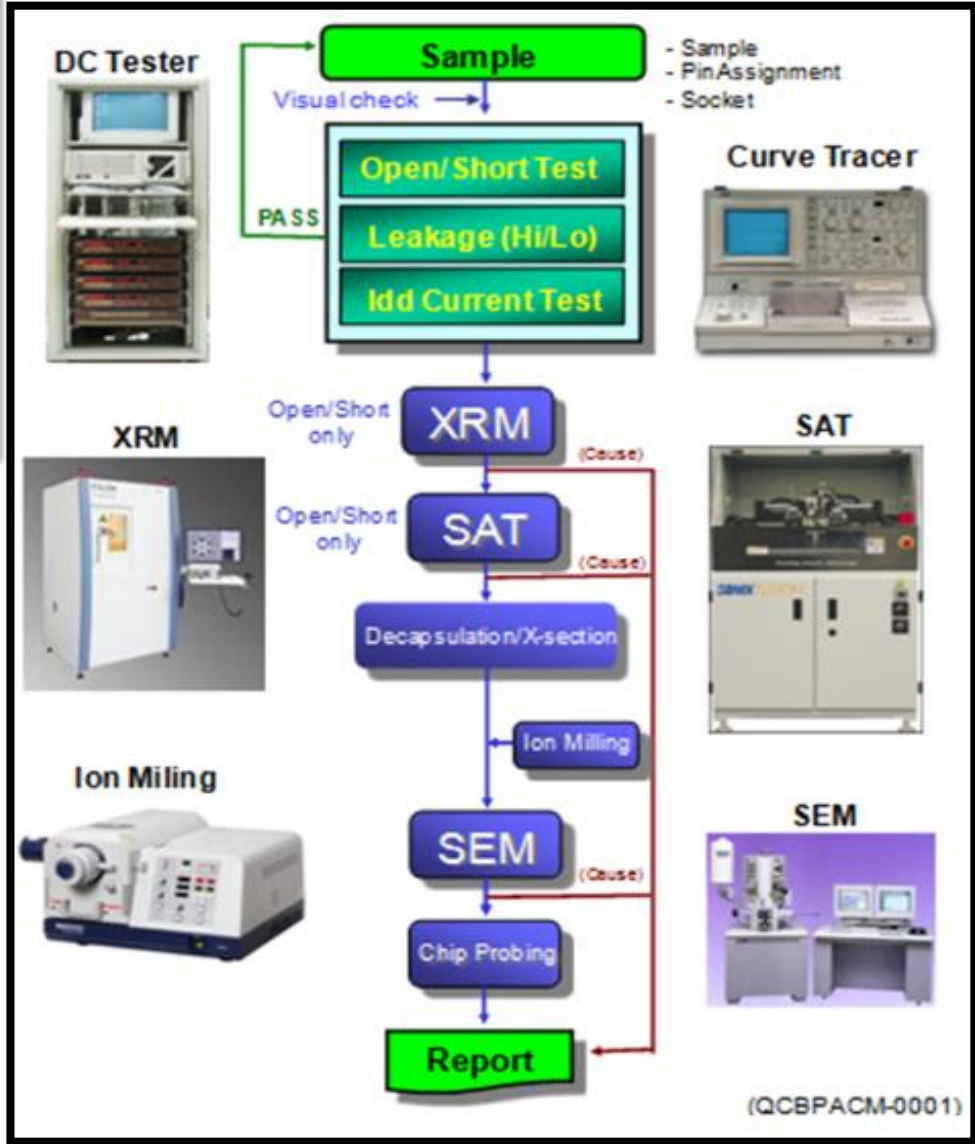 DC Tester
Sample
- Sample
- Pin Assignment
- Socket
Visual check
Open/Short Test
Leakage (Hi/Lo)
Idd Current Test
PASS
Curve Tracer
Open/Short
only
XRM
(Cause)
XRM
SAT
Open/Short
only
SAT
(Cause)
Decapsulation/X-section
Ion Milling
Ion Miling
SEM
(Cause)
SEM
Chip Probing
Report
(QCBPACM-0001)